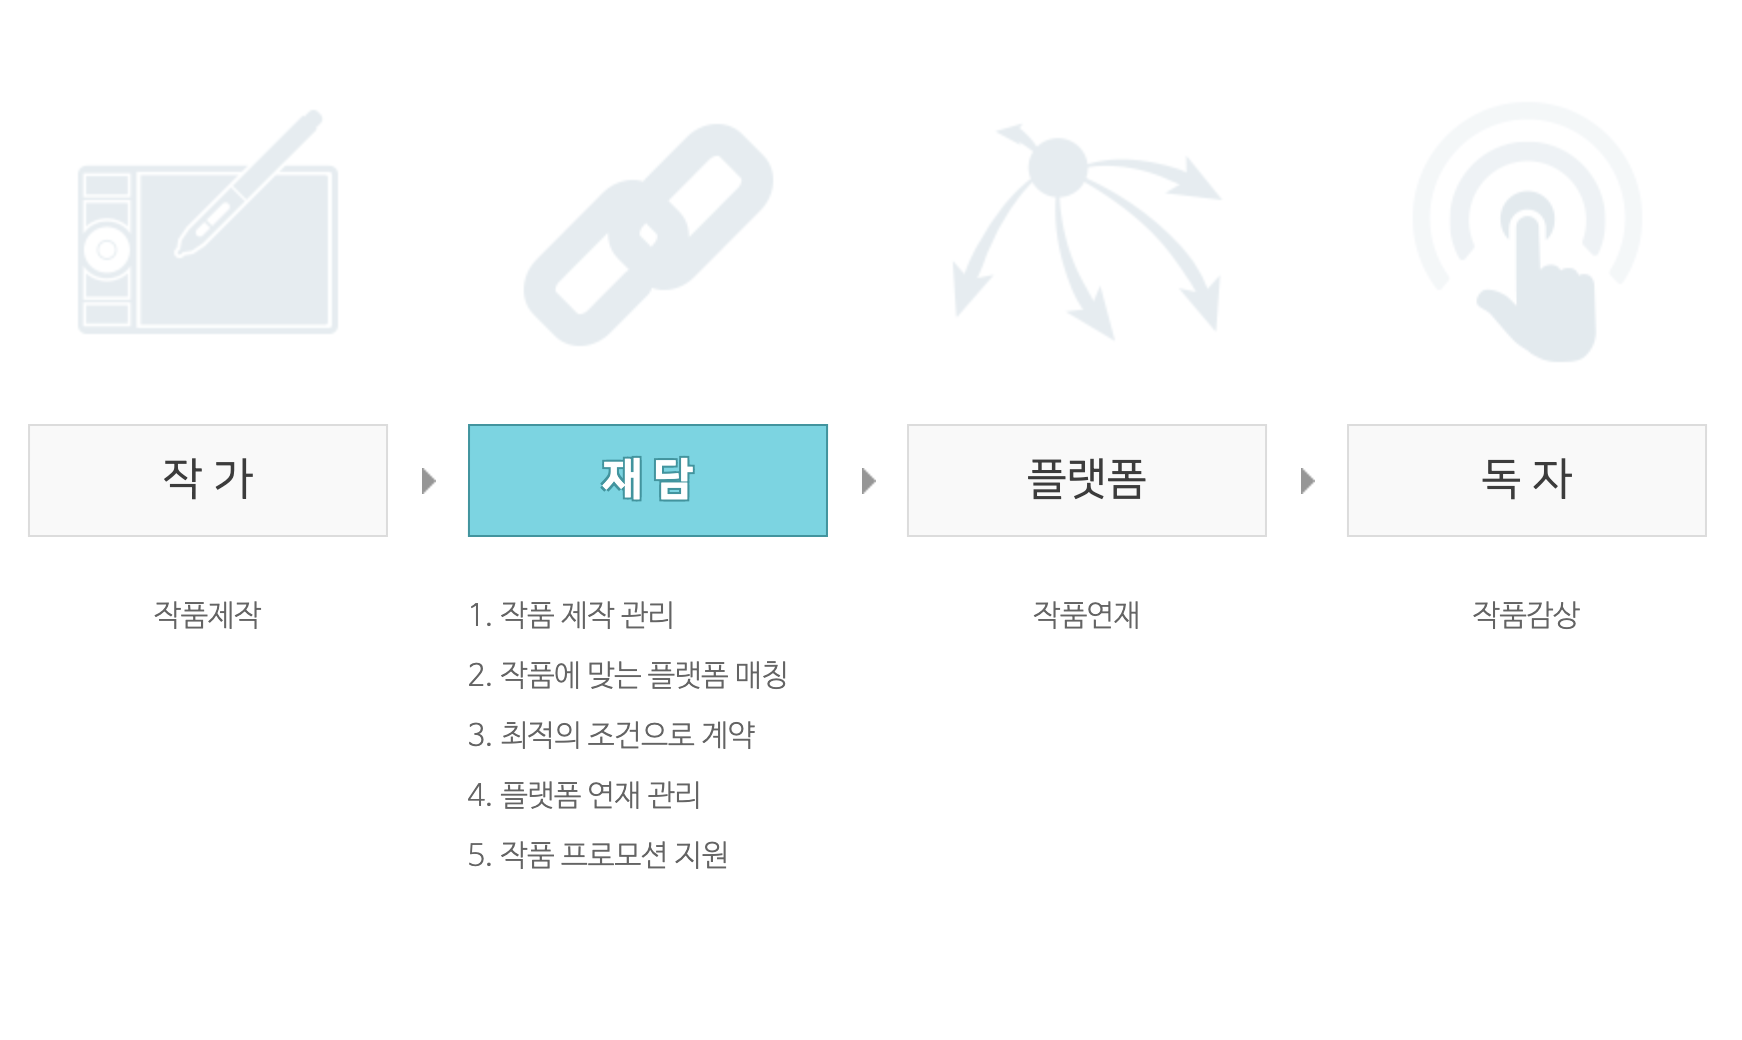 작 가
재 담
플랫폼
독 자
작품제작
1. 작품 제작 관리
2. 작품에 맞는 플랫폼 매칭
3. 최적의 조건으로 계약
4. 플랫폼 연재 관리
5. 작품 프로모션 지원
작품연재
작품감상